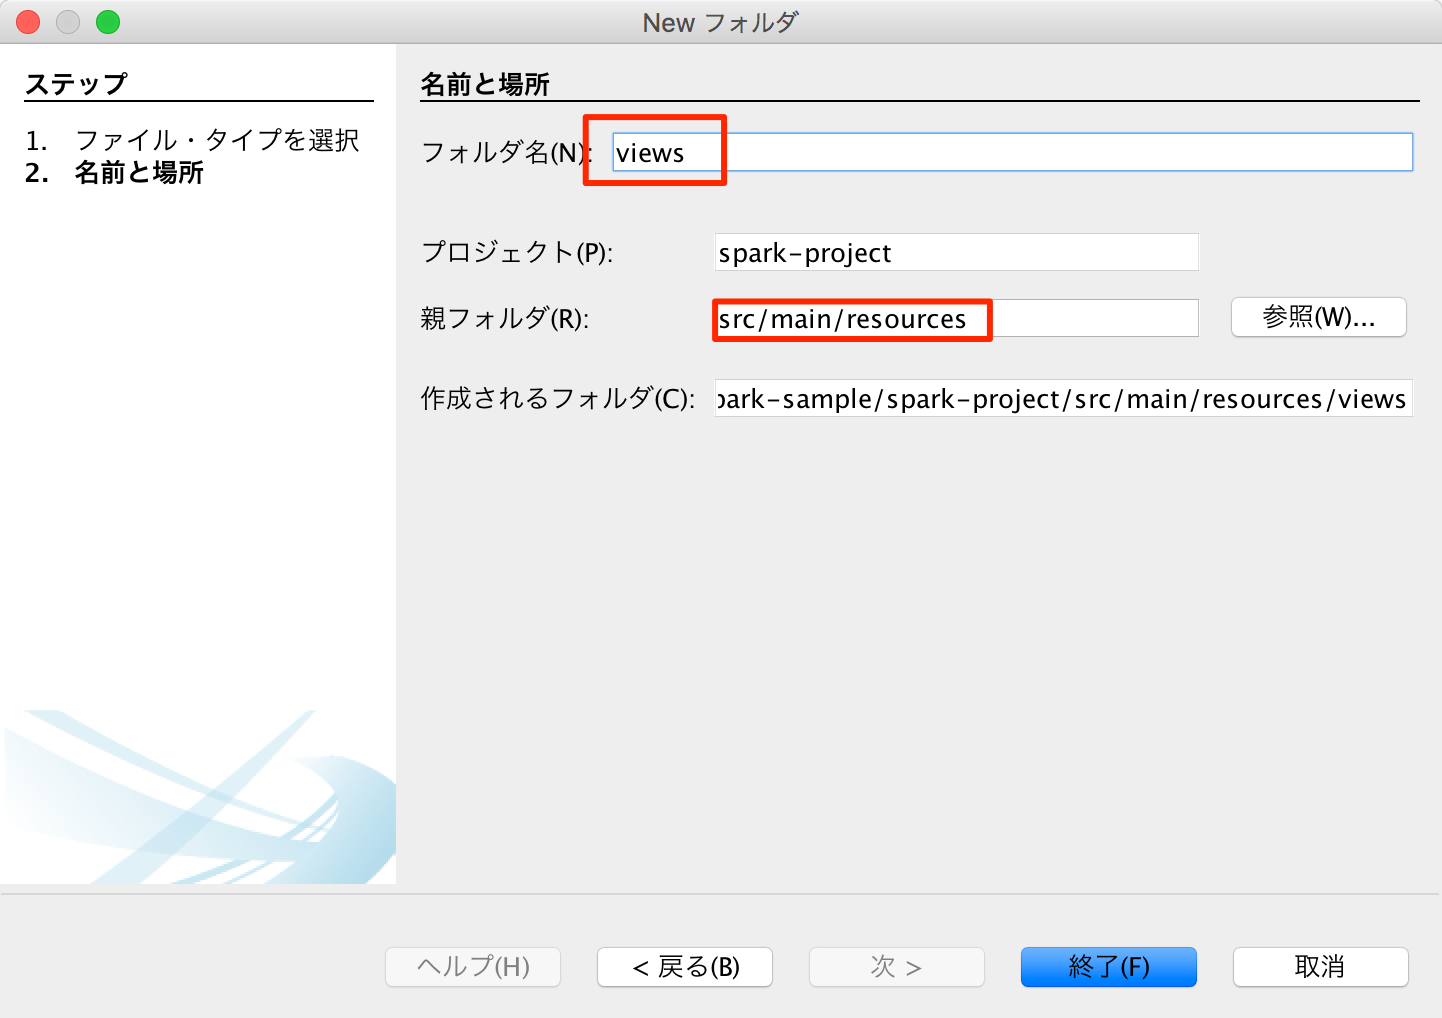 New フォルダ
ステップ
1. ファイル・タイプを選択
2. 名前と場所
名前と場所
フォルダ名(N): views
プロジェクト(P): spark-project
親フォルダ(R): src/main/resources 参照(W)...
作成されるフォルダ(C): park-sample/spark-project/src/main/resources/views
ヘルプ(H) < 戻る(B) 次 > 終了(F) 取消